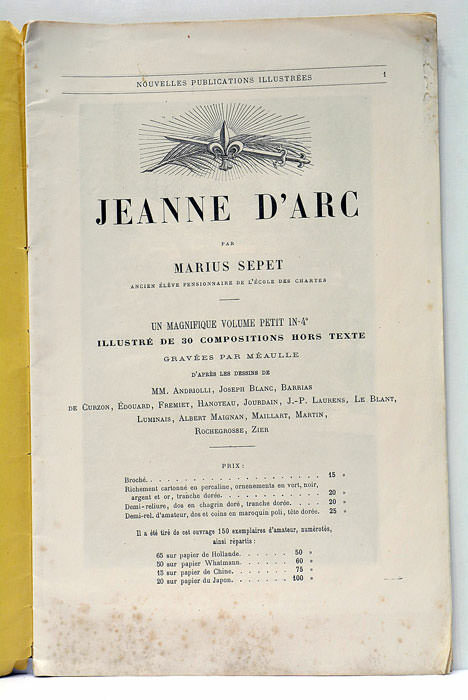 NOUVELLES PUBLICATIONS ILLUSTRÉES 1
JEANNE D'ARC
PAR
MARIUS SEPET
ANCIEN ÉLÈVE PENSIONNAIRE DE L'ÉCOLE DES CHARTES
UN MAGNIFIQUE VOLUME PETIT IN-4º
ILLUSTRÉ DE 30 COMPOSITIONS HORS TEXTE
GRAVÉES PAR MÉAULLE
D'APRÈS LES DESSINS DE
MM. ANDRIOLLI, JOSEPH BLANC, BARRIAS
DE CURZON, ÉDOUARD, FREMIET, HANOTEAU, JOURDAIN, J.-P. LAURENS, LE BLANT,
LUMINAIS, ALBERT MAIGNAN, MAILLART, MARTIN,
ROCHEGROSSE, ZIER
PRIX:
Broché. . . . . . . . . . . . . . . . . 15 »
Richement cartonné en percaline, ornements en vert, noir,
argent et or, tranche dorée. . . . . . . . . . 20 »
Demi-reliure, dos en chagrin doré, tranche dorée. . . . . 20 »
Demi-rel. d'amateur, dos et coins en maroquin poli, tête dorée. 25 »
Il a été tiré de cet ouvrage 150 exemplaires d'amateur, numérotés,
ainsi répartis :
65 sur papier de Hollande. . . . . . 50 »
50 sur papier Whatmann. . . . . . 60 »
15 sur papier de Chine. . . . . . . 75 »
20 sur papier du Japon. . . . . . . 100 »